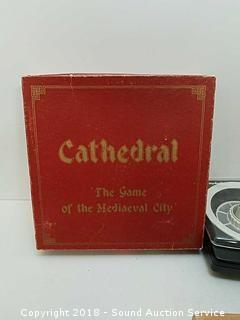 Cathedral
The Game
of the Mediaeval City
Copyright 2018 - Sound Auction Service